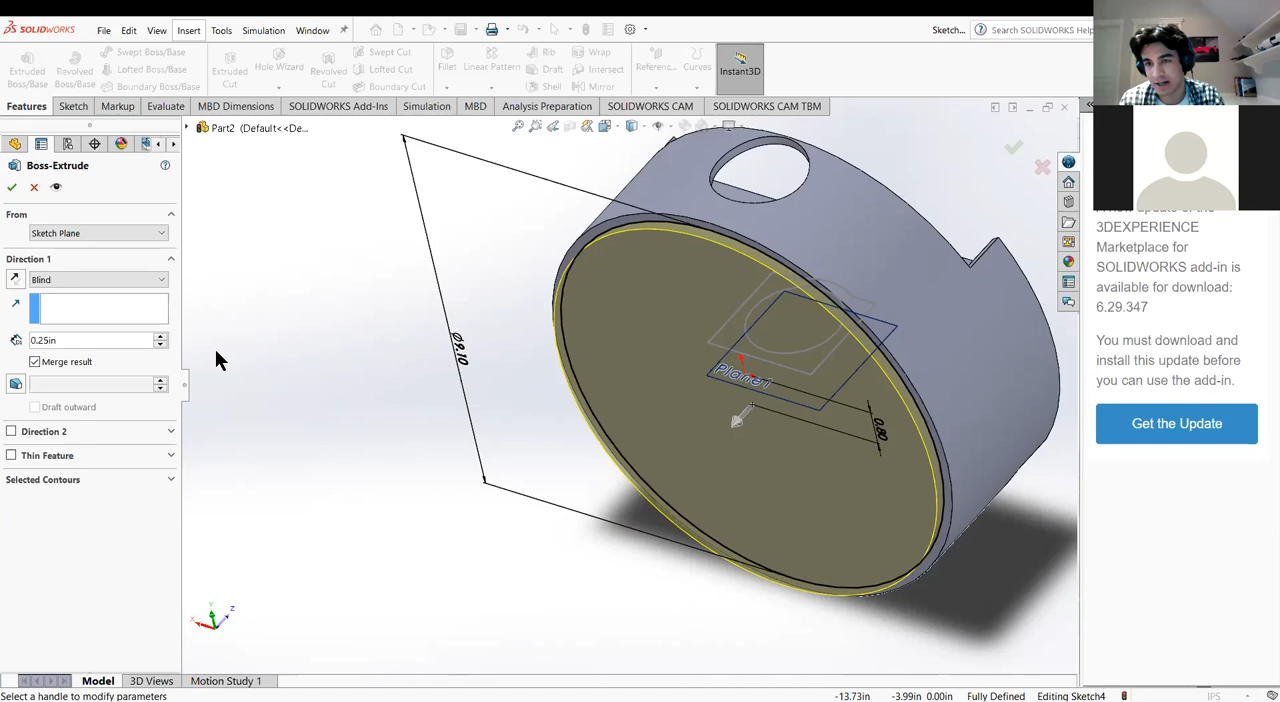 SOLIDWORKS File Edit View Insert Tools Simulation Window Sketch... Search SOLIDWORKS Help
Extruded Boss/Base Revolved Boss/Base Swept Boss/Base Lofted Boss/Base Boundary Boss/Base Extruded Cut Hole Wizard Revolved Cut Swept Cut Lofted Cut Boundary Cut Fillet Linear Pattern Rib Draft Shell Wrap Intersect Mirror Referenc... Curves Instant3D
Features Sketch Markup Evaluate MBD Dimensions SOLIDWORKS Add-Ins Simulation MBD Analysis Preparation SOLIDWORKS CAM SOLIDWORKS CAM TBM
Part2 (Default<<De...
Boss-Extrude
From
Sketch Plane
Direction 1
Blind
0.25in
Merge result
Draft outward
Direction 2
Thin Feature
Selected Contours
Ø9.10
Plane1
0.80
3DEXPERIENCE
Marketplace for
SOLIDWORKS add-in is
available for download:
6.29.347
You must download and
install this update before
you can use the add-in.
Get the Update
X Y Z
Model 3D Views Motion Study 1
Select a handle to modify parameters -13.73in -3.99in 0.00in Fully Defined Editing Sketch4 IPS